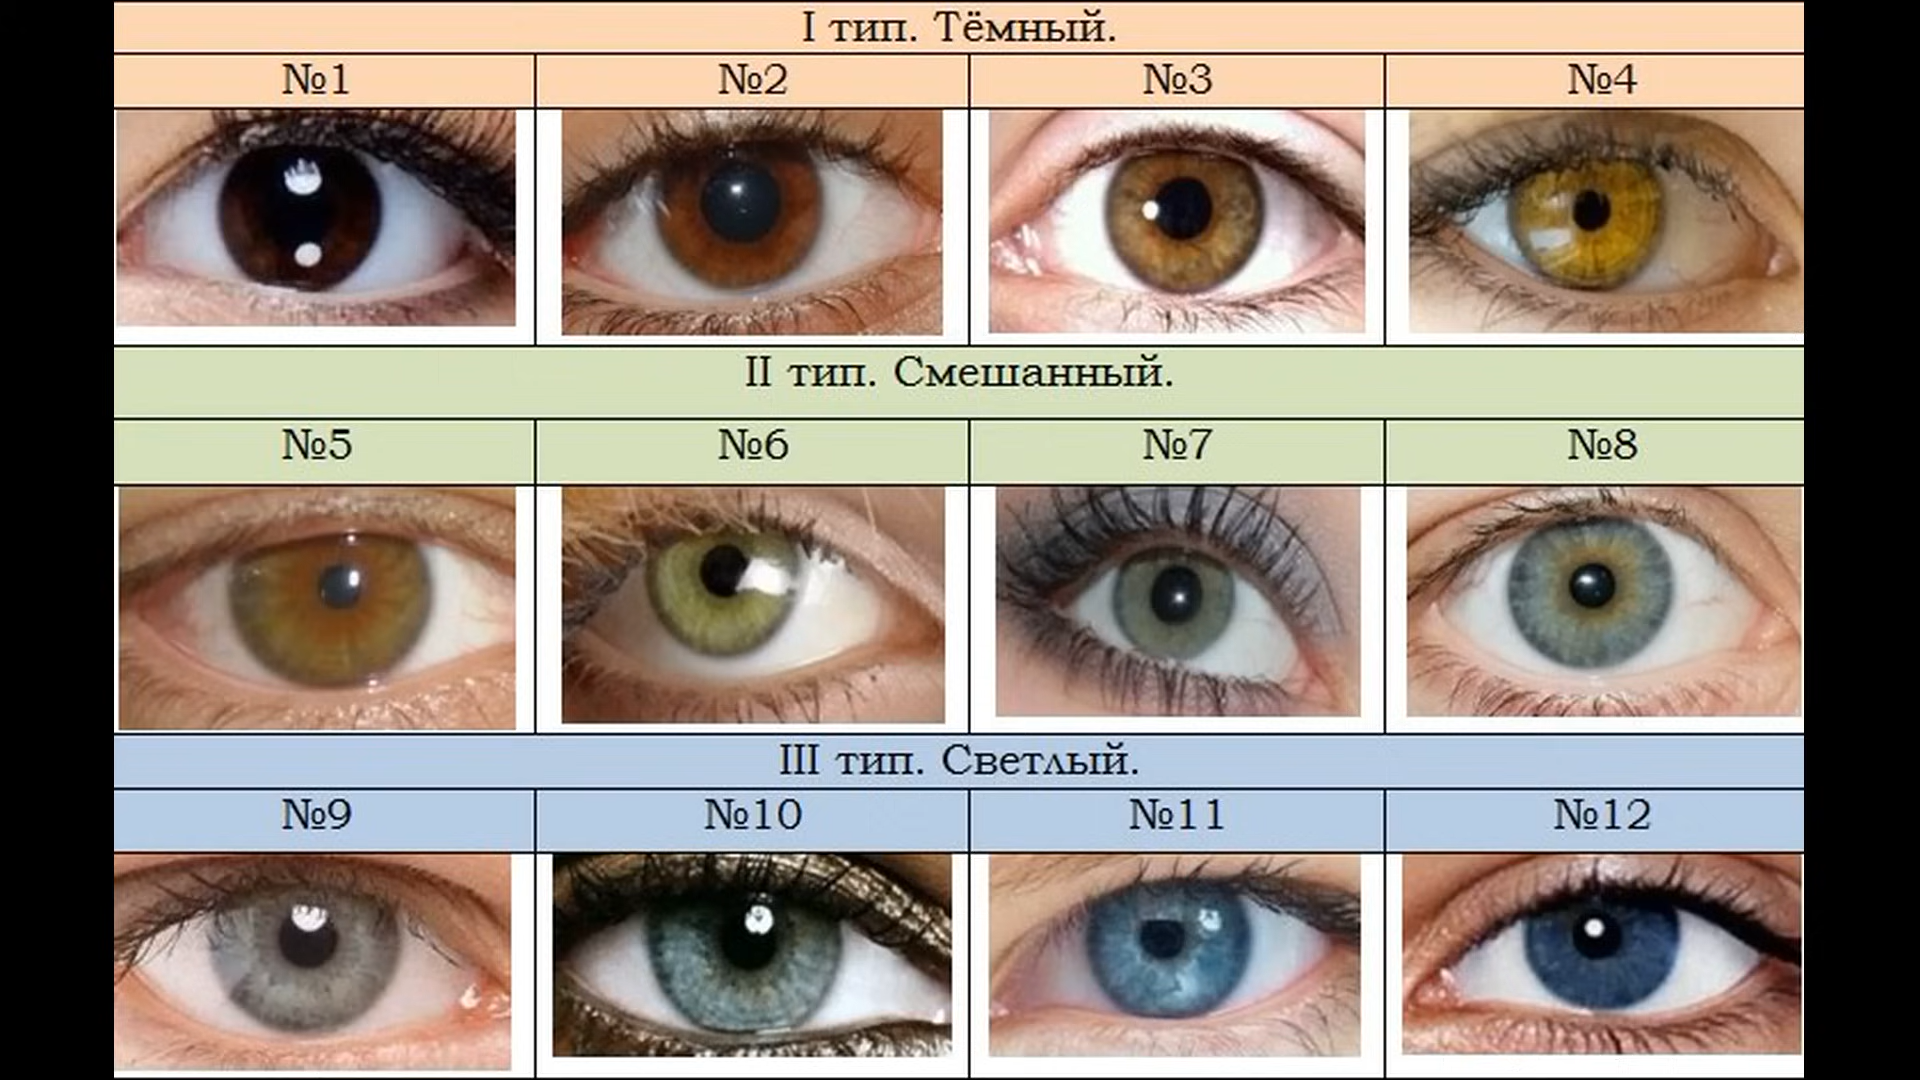 I тип. Тёмный.
№1 №2 №3 №4
II тип. Смешанный.
№5 №6 №7 №8
III тип. Светлый.
№9 №10 №11 №12